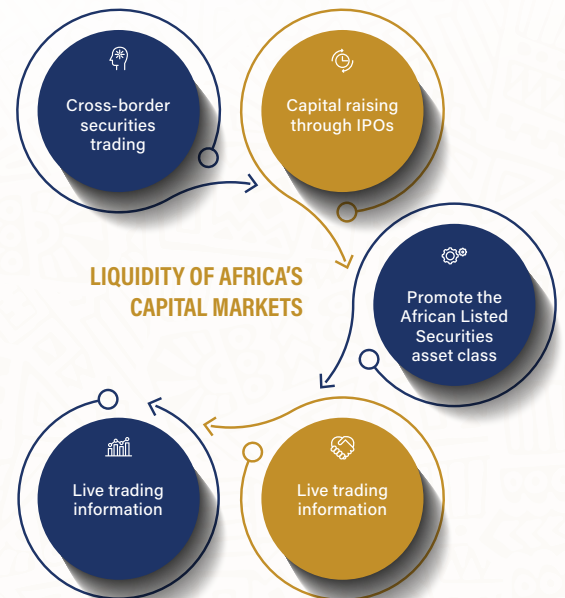 Cross-border
securities
trading
Capital raising
through IPOs
LIQUIDITY OF AFRICA'S
CAPITAL MARKETS
Promote the
African Listed
Securities
asset class
Live trading
information
Live trading
information